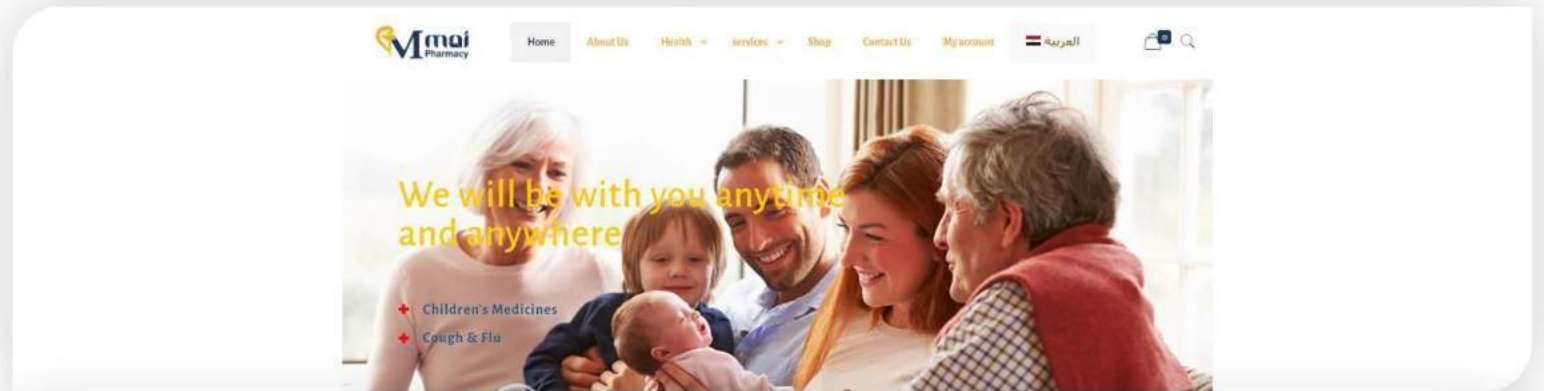 mai
Pharmacy
Home
About Us
Health
services
Shop
Contact Us
My account
العربية
0
We will be with you anytime
and anywhere
Children's Medicines
Cough & Flu